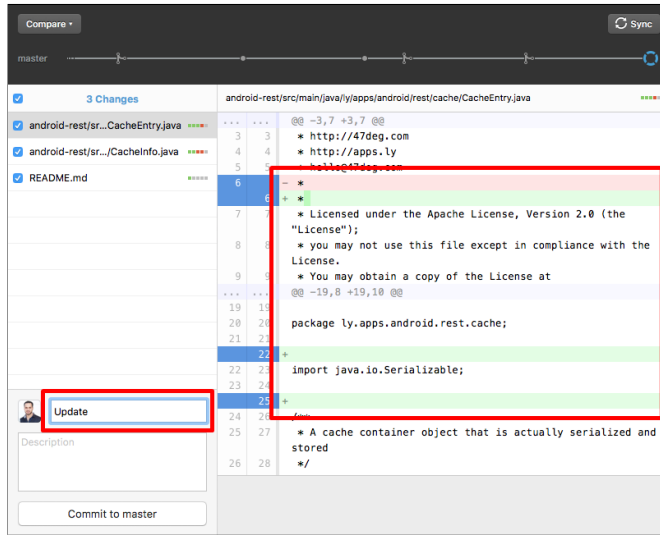 Compare
Sync
master
3 Changes
android-rest/src/main/java/ly/apps/android/rest/cache/CacheEntry.java
android-rest/sr...CacheEntry.java
android-rest/sr.../CacheInfo.java
README.md
... ... @@ -3,7 +3,7 @@
3 3 * http://47deg.com
4 4 * http://apps.ly
5 5 * hello@47deg.com
6 - *
6 + *
7 7 * Licensed under the Apache License, Version 2.0 (the
"License");
8 8 * you may not use this file except in compliance with the
License.
9 9 * You may obtain a copy of the License at
... ... @@ -19,8 +19,10 @@
19 19
20 20 package ly.apps.android.rest.cache;
21 21
22 +
22 23 import java.io.Serializable;
23 24
25 +
24 26 /**
25 27 * A cache container object that is actually serialized and
stored
26 28 */
Update
Description
Commit to master